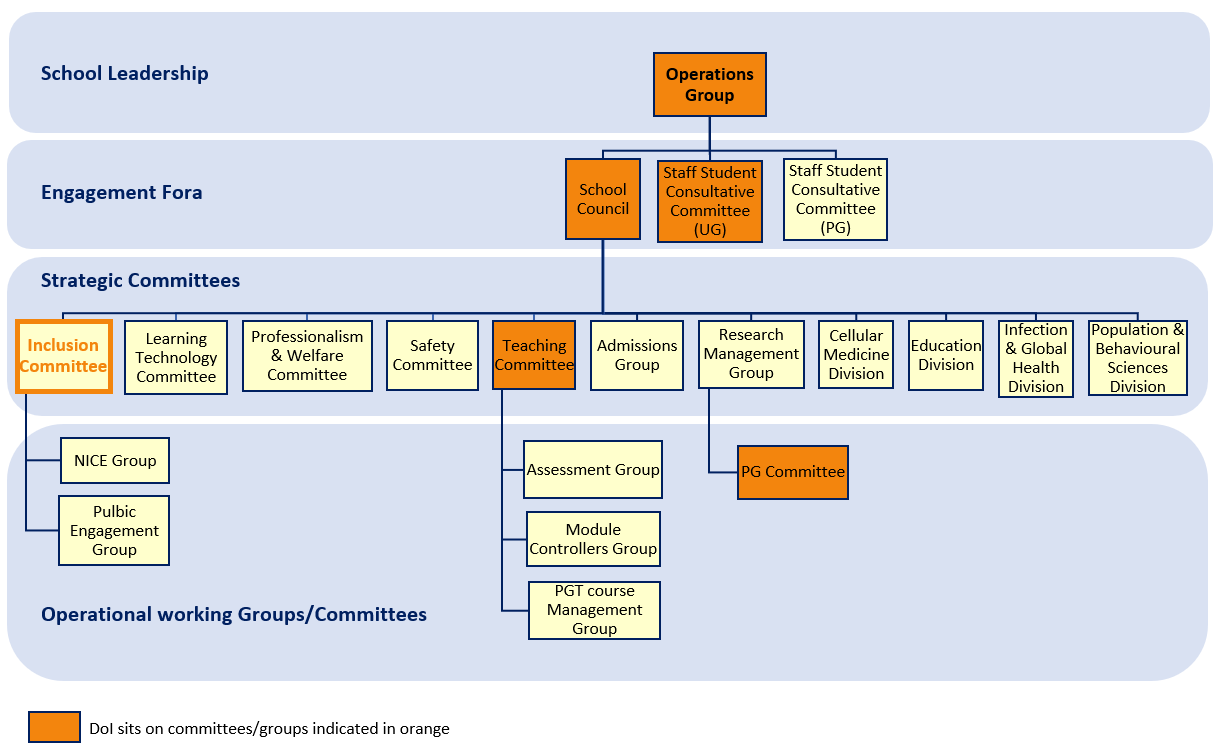 School Leadership
Operations
Group
Engagement Fora
School
Council
Staff Student
Consultative
Committee
(UG)
Staff Student
Consultative
Committee
(PG)
Strategic Committees
Inclusion
Committee
Learning
Technology
Committee
Professionalism
& Welfare
Committee
Safety
Committee
Teaching
Committee
Admissions
Group
Research
Management
Group
Cellular
Medicine
Division
Education
Division
Infection
& Global
Health
Division
Population &
Behavioural
Sciences
Division
NICE Group
Pulbic
Engagement
Group
Assessment Group
Module
Controllers Group
PGT course
Management
Group
PG Committee
Operational working Groups/Committees
DoI sits on committees/groups indicated in orange